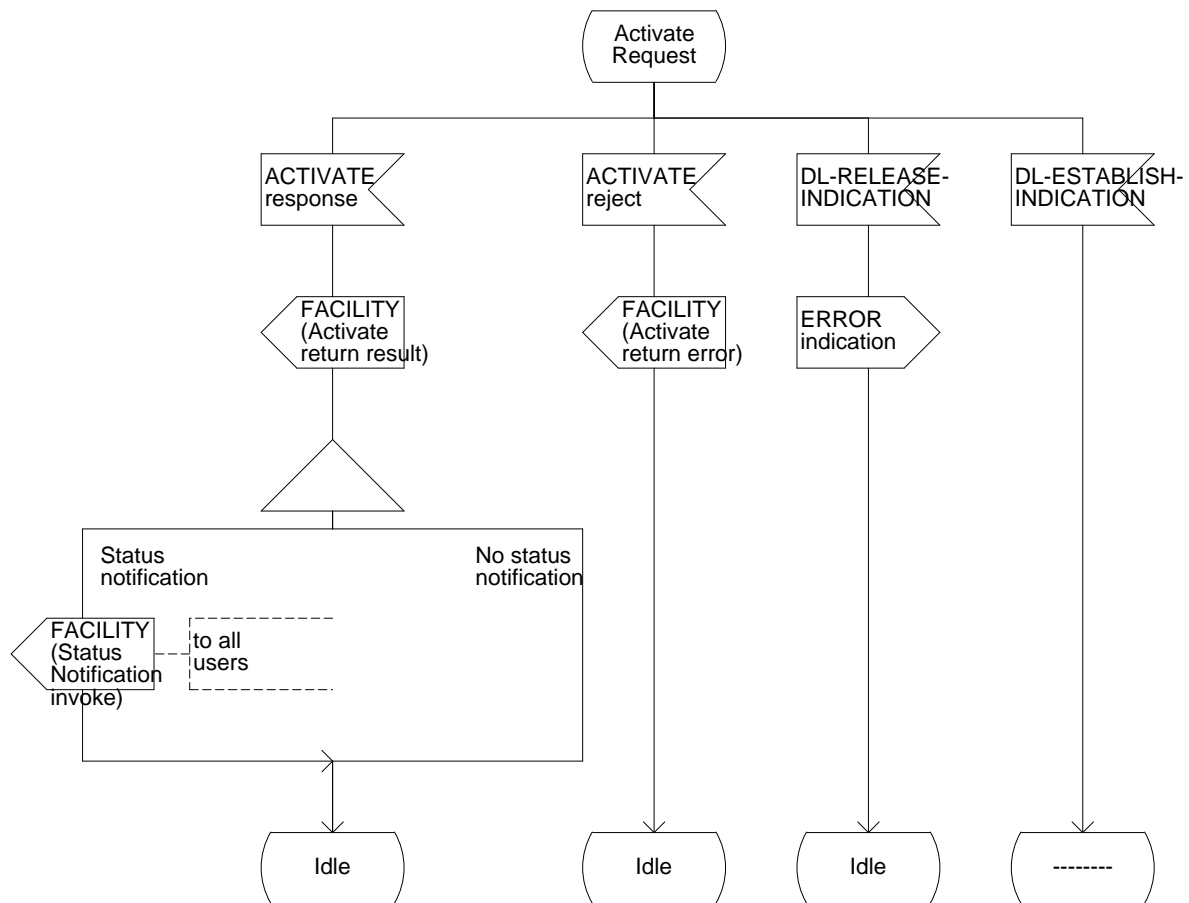 Activate
Request
ACTIVATE
response
ACTIVATE
reject
DL-RELEASE-
INDICATION
DL-ESTABLISH-
INDICATION
FACILITY
(Activate
return result)
FACILITY
(Activate
return error)
ERROR
indication
Status
notification
No status
notification
FACILITY
(Status
Notification
invoke)
to all
users
Idle
Idle
Idle
--------